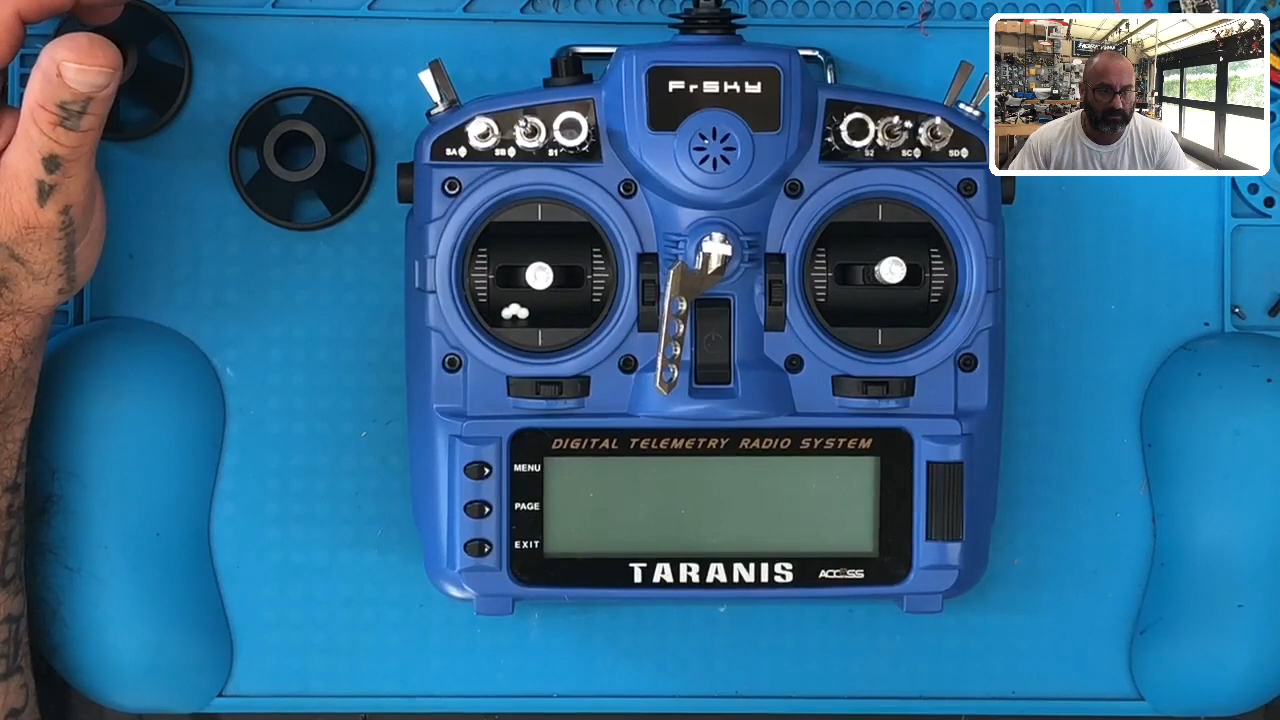 FrSKY
SA SB S1
S2 SC SD
DIGITAL TELEMETRY RADIO SYSTEM
MENU
PAGE
EXIT
TARANIS ACCESS